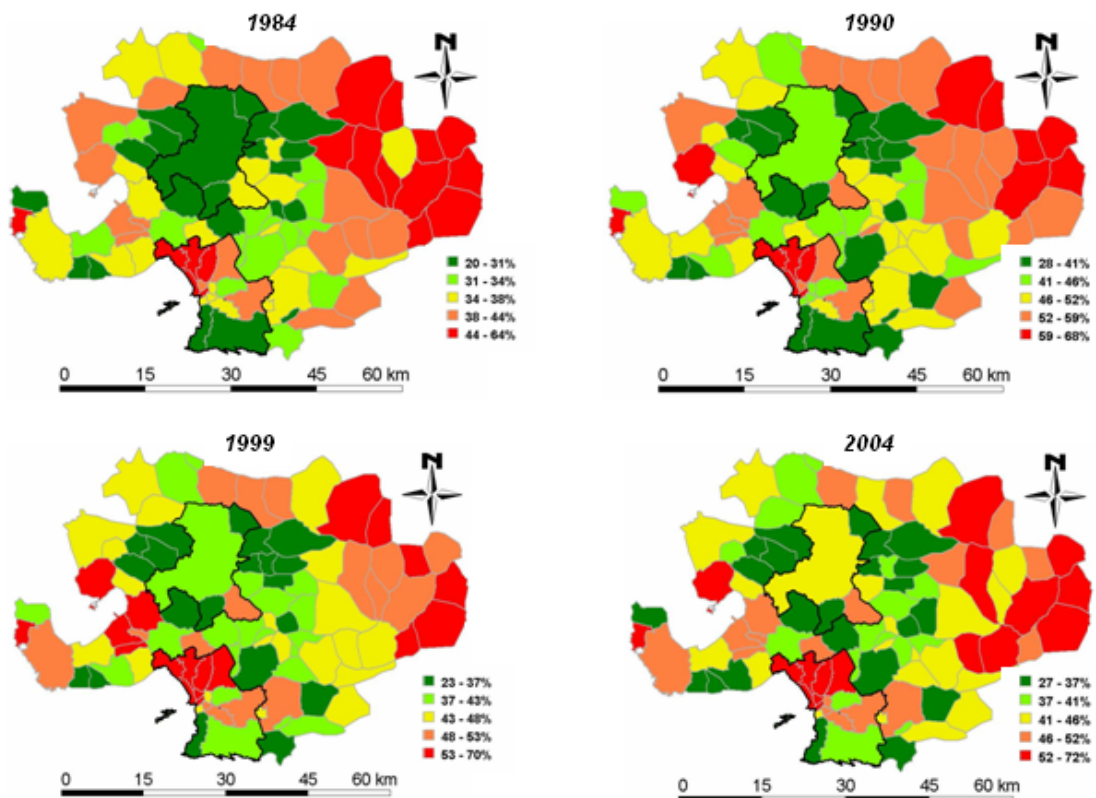 1984
N
20 - 31%
31 - 34%
34 - 38%
38 - 44%
44 - 64%
0 15 30 45 60 km
1990
N
28 - 41%
41 - 46%
46 - 52%
52 - 59%
59 - 68%
0 15 30 45 60 km
1999
N
23 - 37%
37 - 43%
43 - 48%
48 - 53%
53 - 70%
0 15 30 45 60 km
2004
N
27 - 37%
37 - 41%
41 - 46%
46 - 52%
52 - 72%
0 15 30 45 60 km